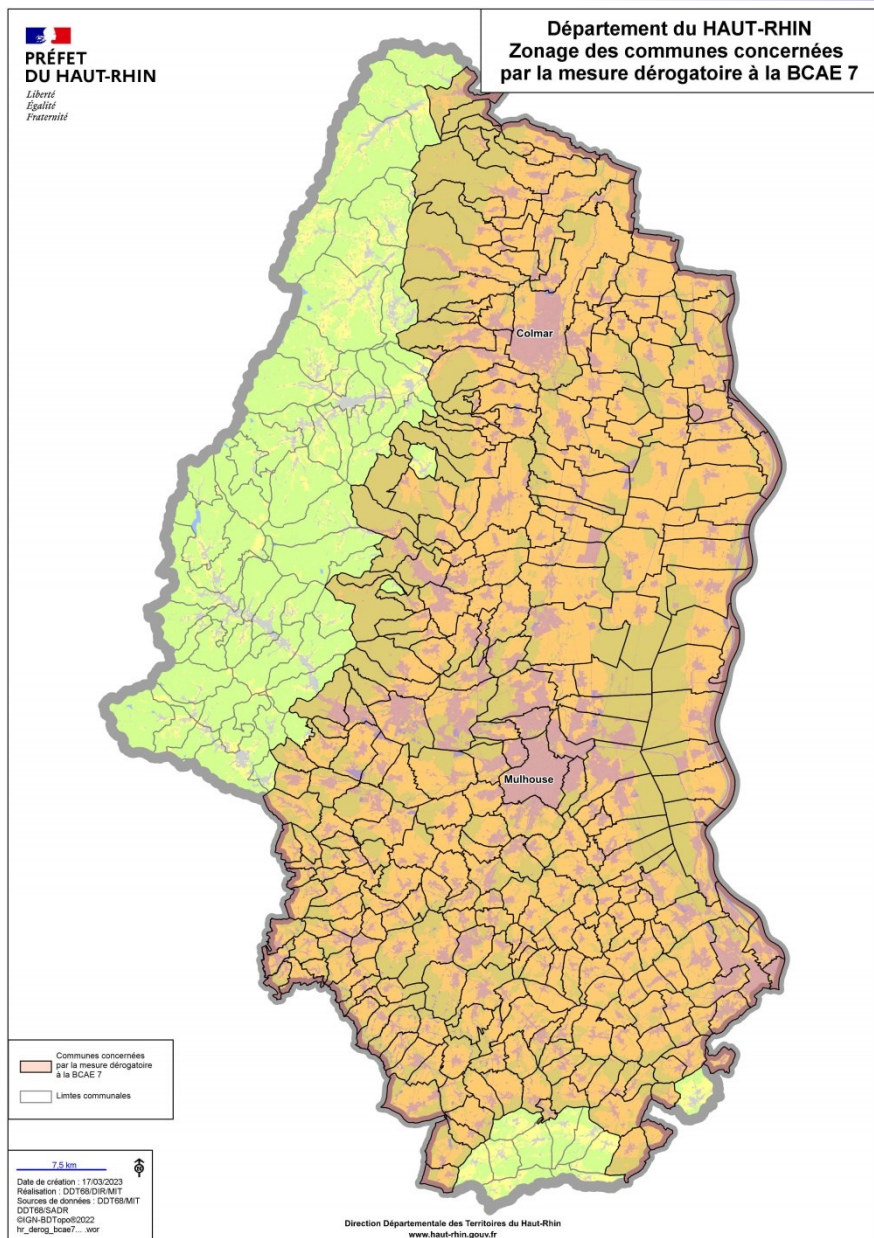 Département du HAUT-RHIN
Zonage des communes concernées
par la mesure dérogatoire à la BCAE 7
PRÉFET
DU HAUT-RHIN
Liberté
Égalité
Fraternité
Colmar
Mulhouse
Communes concernées
par la mesure dérogatoire
à la BCAE 7
Limtes communales
7,5 km
Date de création : 17/03/2023
Réalisation : DDT68/DIR/MIT
Sources de données : DDT68/MIT
DDT68/SADR
©IGN-BDTopo®2022
hr_derog_bcae7... .wor
Direction Départementale des Territoires du Haut-Rhin
www.haut-rhin.gouv.fr